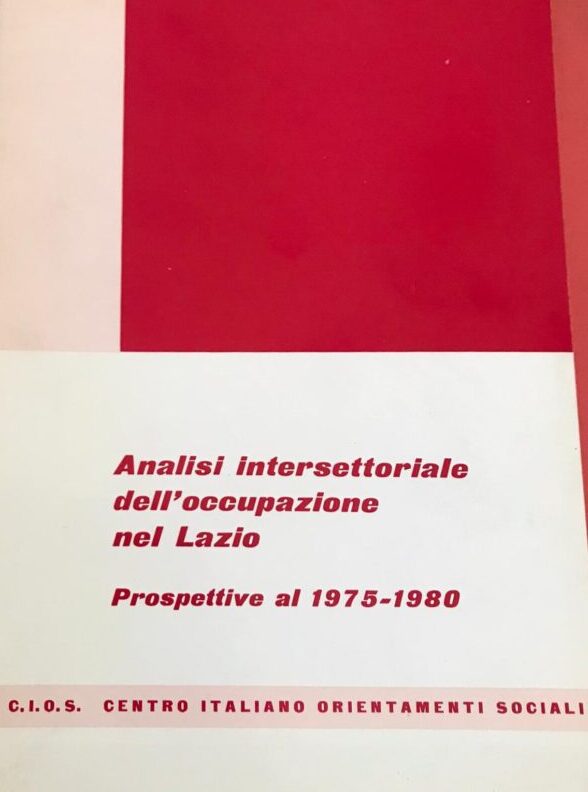 Analisi intersettoriale
dell'occupazione
nel Lazio
Prospettive al 1975-1980
C.I.O.S. CENTRO ITALIANO ORIENTAMENTI SOCIALI